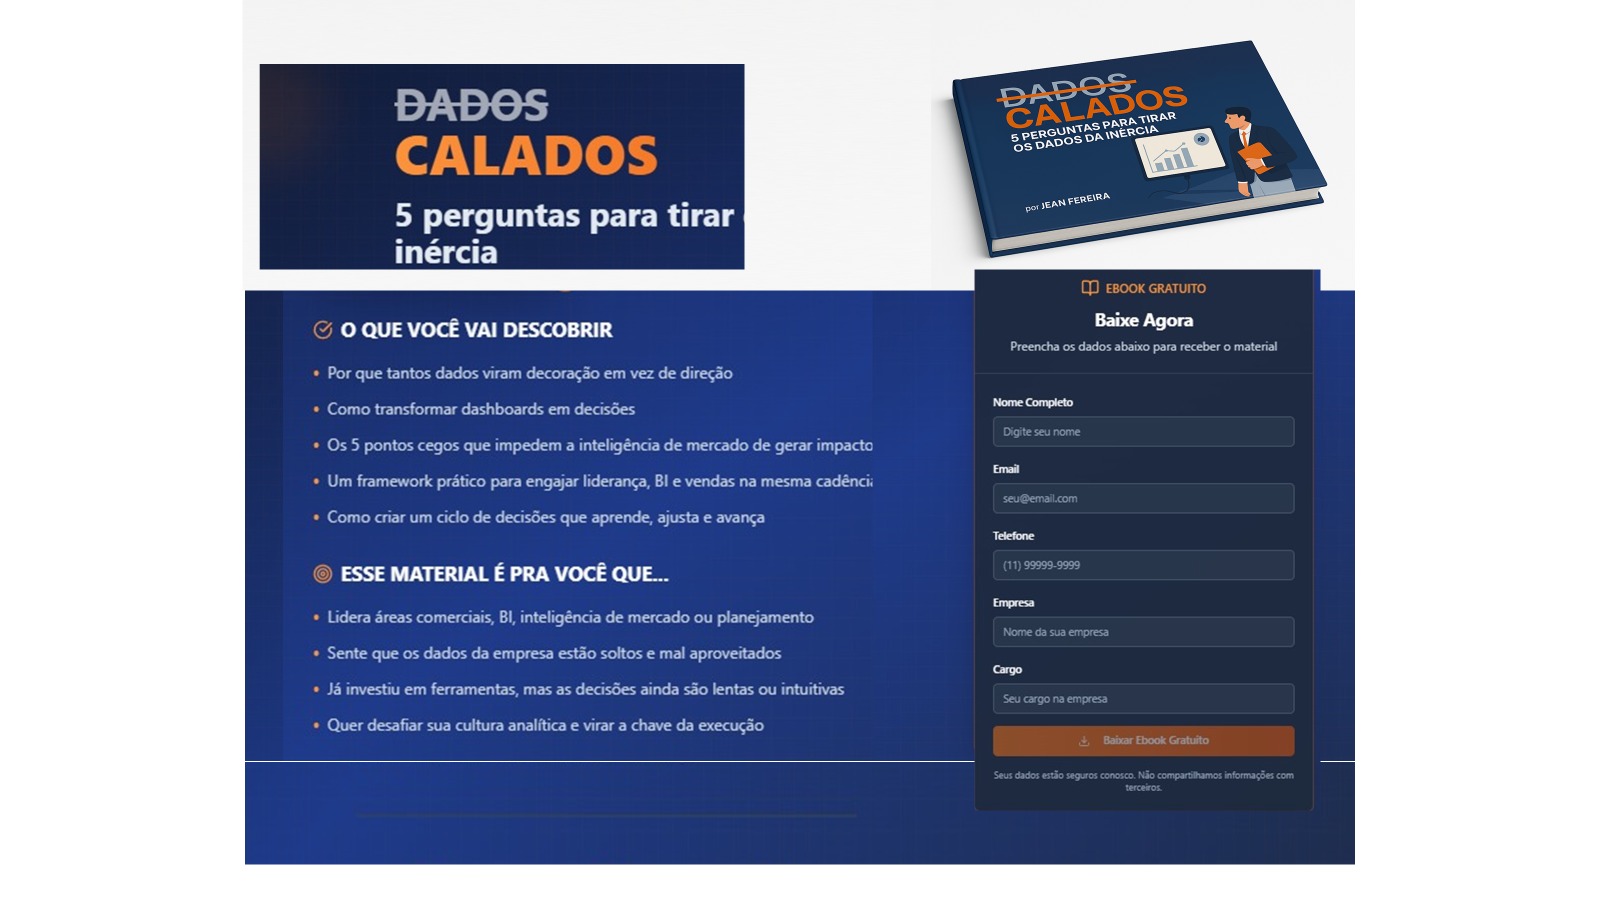 DADOS
CALADOS
5 perguntas para tirar
inércia
DADOS
CALADOS
5 PERGUNTAS PARA TIRAR
OS DADOS DA INÉRCIA
por JEAN FEREIRA
O QUE VOCÊ VAI DESCOBRIR
• Por que tantos dados viram decoração em vez de direção
• Como transformar dashboards em decisões
• Os 5 pontos cegos que impedem a inteligência de mercado de gerar impacto
• Um framework prático para engajar liderança, BI e vendas na mesma cadência
• Como criar um ciclo de decisões que aprende, ajusta e avança
ESSE MATERIAL É PRA VOCÊ QUE...
• Lidera áreas comerciais, BI, inteligência de mercado ou planejamento
• Sente que os dados da empresa estão soltos e mal aproveitados
• Já investiu em ferramentas, mas as decisões ainda são lentas ou intuitivas
• Quer desafiar sua cultura analítica e virar a chave da execução
EBOOK GRATUITO
Baixe Agora
Preencha os dados abaixo para receber o material
Nome Completo
Digite seu nome
Email
seu@email.com
Telefone
(11) 99999-9999
Empresa
Nome da sua empresa
Cargo
Seu cargo na empresa
Baixar Ebook Gratuito
Seus dados estão seguros conosco. Não compartilhamos informações com
terceiros.